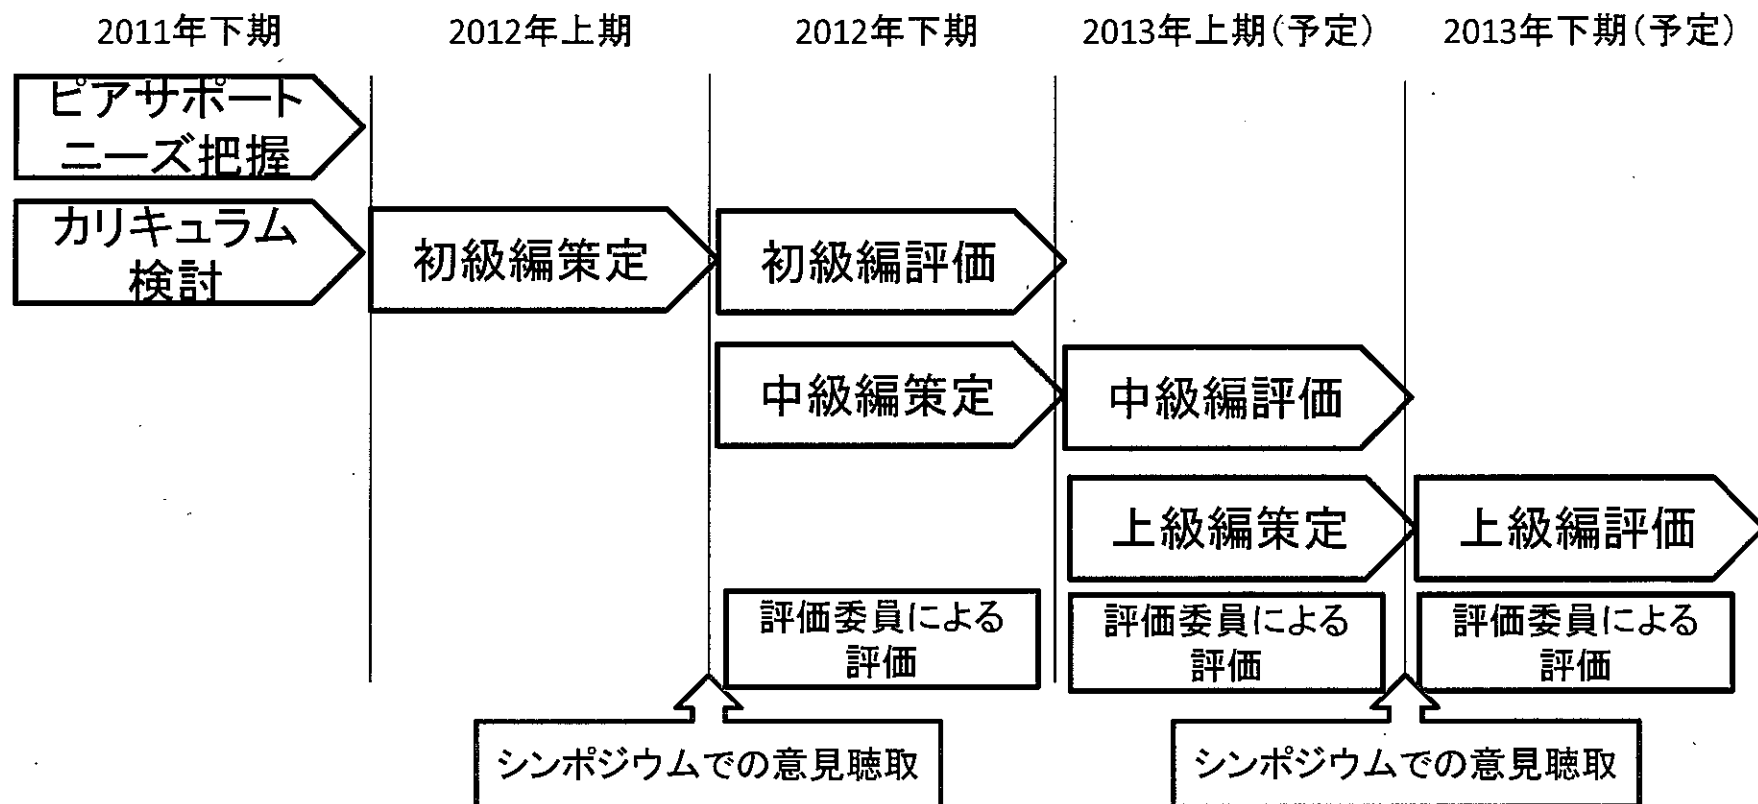 2011年下期
2012年上期
2012年下期
2013年上期(予定)
2013年下期(予定)
ピアサポート
ニーズ把握
カリキュラム
検討
初級編策定
初級編評価
中級編策定
中級編評価
上級編策定
上級編評価
評価委員による
評価
評価委員による
評価
評価委員による
評価
シンポジウムでの意見聴取
シンポジウムでの意見聴取